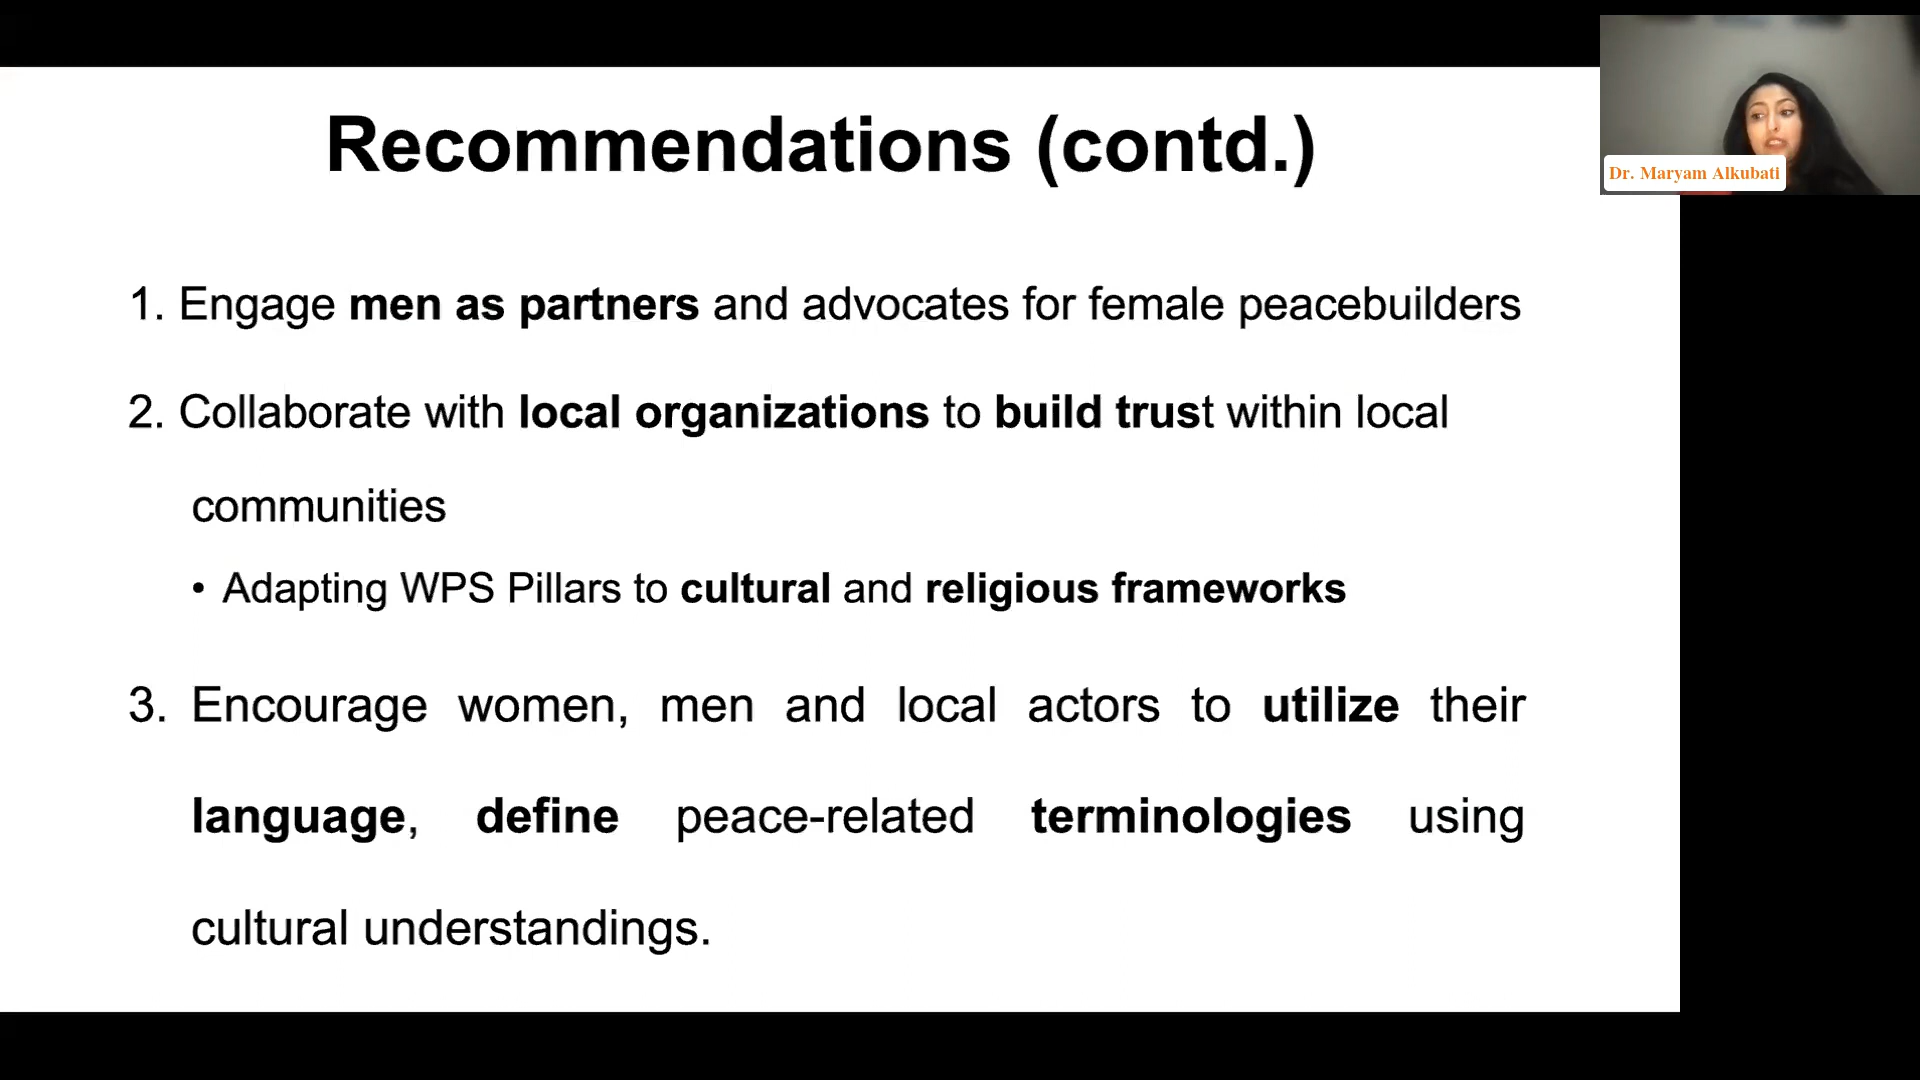 Recommendations (contd.)
Dr. Maryam Alkubati
1. Engage men as partners and advocates for female peacebuilders
2. Collaborate with local organizations to build trust within local
communities
• Adapting WPS Pillars to cultural and religious frameworks
3. Encourage women, men and local actors to utilize their
language, define peace-related terminologies using
cultural understandings.